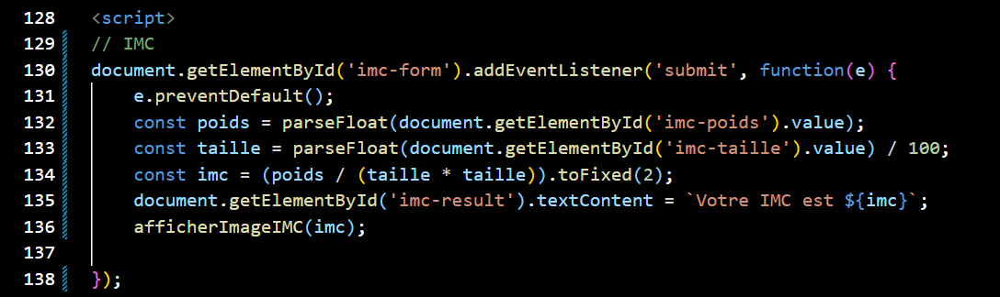 128 <script>
129 // IMC
130 document.getElementById('imc-form').addEventListener('submit', function(e) {
131     e.preventDefault();
132     const poids = parseFloat(document.getElementById('imc-poids').value);
133     const taille = parseFloat(document.getElementById('imc-taille').value) / 100;
134     const imc = (poids / (taille * taille)).toFixed(2);
135     document.getElementById('imc-result').textContent = `Votre IMC est ${imc}`;
136     afficherImageIMC(imc);
137
138 });